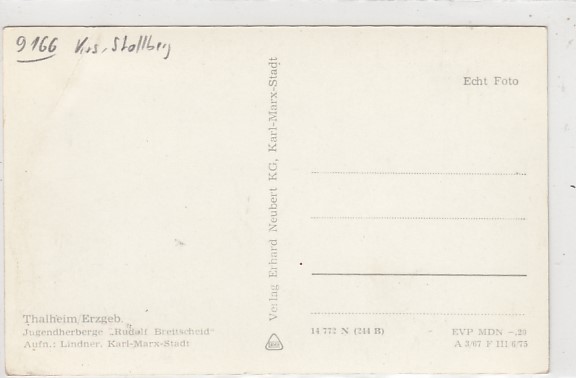 9166 Krs. Stollberg
Echt Foto
Verlag Erhard Neubert KG, Karl-Marx-Stadt
Thalheim/Erzgeb.
Jugendherberge „Rudolf Breitscheid"
Aufn.: Lindner, Karl-Marx-Stadt
14 772 N (244 B)
EVP MDN -,20
A 3/67 F III 6/75